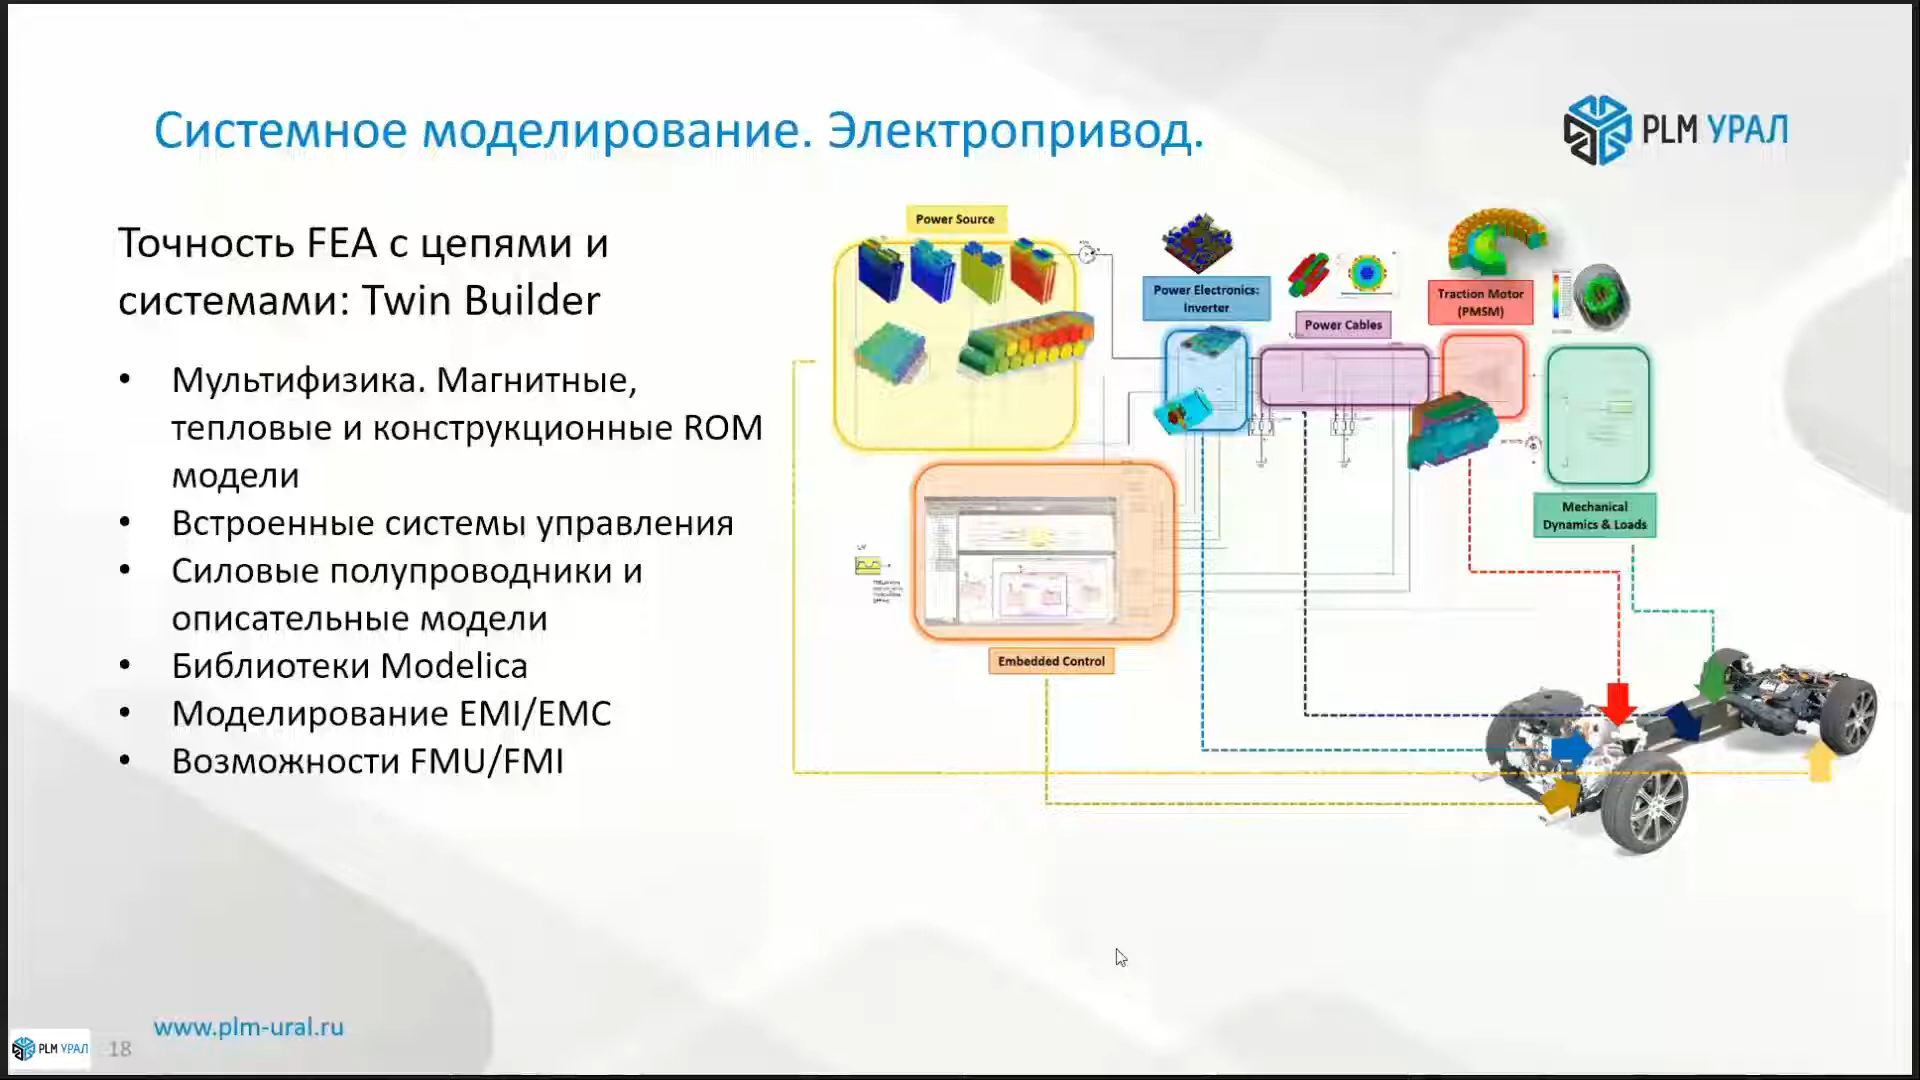 Системное моделирование. Электропривод.
PLM УРАЛ
Точность FEA с цепями и
системами: Twin Builder
• Мультифизика. Магнитные,
тепловые и конструкционные ROM
модели
• Встроенные системы управления
• Силовые полупроводники и
описательные модели
• Библиотеки Modelica
• Моделирование EMI/EMC
• Возможности FMU/FMI
Power Source
Power Electronics:
Inverter
Power Cables
Traction Motor
(PMSM)
Mechanical
Dynamics & Loads
Embedded Control
www.plm-ural.ru
PLM УРАЛ
18